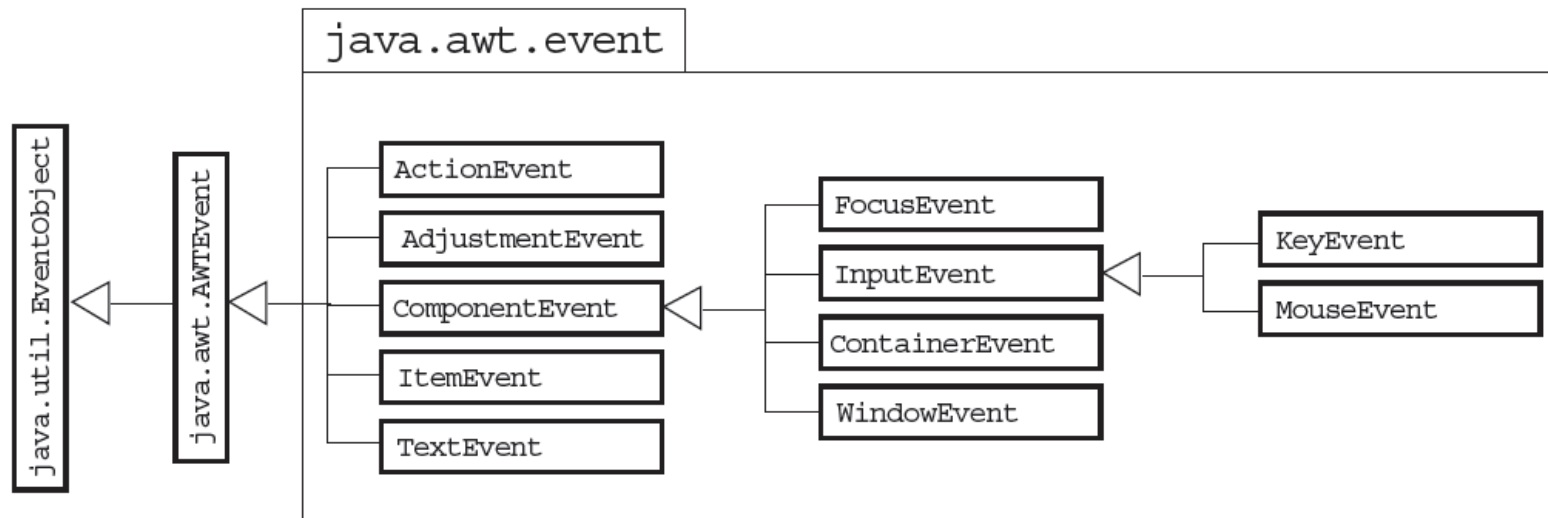 java.awt.event
java.util.EventObject
java.awt.AWTEvent
ActionEvent
AdjustmentEvent
ComponentEvent
ItemEvent
TextEvent
FocusEvent
InputEvent
ContainerEvent
WindowEvent
KeyEvent
MouseEvent